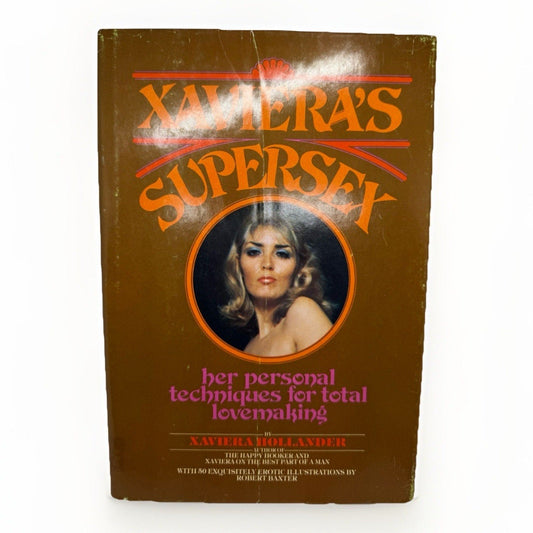 XAVIERA'S
SUPERSEX
her personal
techniques for total
lovemaking
BY
XAVIERA HOLLANDER
AUTHOR OF
THE HAPPY HOOKER AND
XAVIERA ON THE BEST PART OF A MAN
WITH 50 EXQUISITELY EROTIC ILLUSTRATIONS BY
ROBERT BAXTER